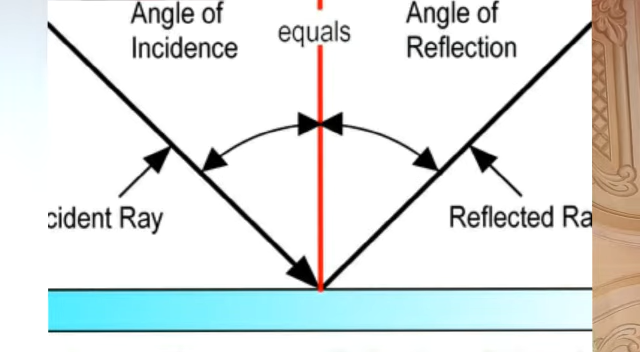 Angle of
Incidence
equals
Angle of
Reflection
cident Ray
Reflected Ra